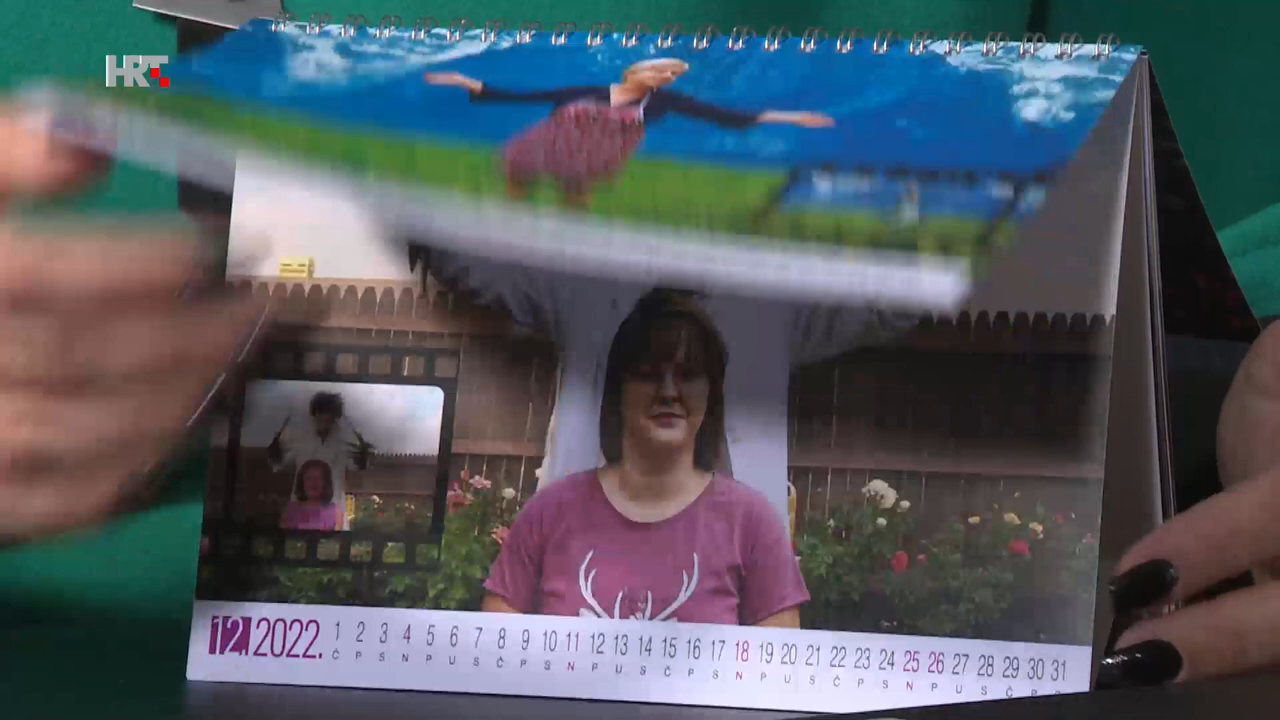 HRT
12 2022. 1 2 3 4 5 6 7 8 9 10 11 12 13 14 15 16 17 18 19 20 21 22 23 24 25 26 27 28 29 30 31
Č P S N P U S Č P S N P U S Č P S N P U S Č P S N P U S Č P